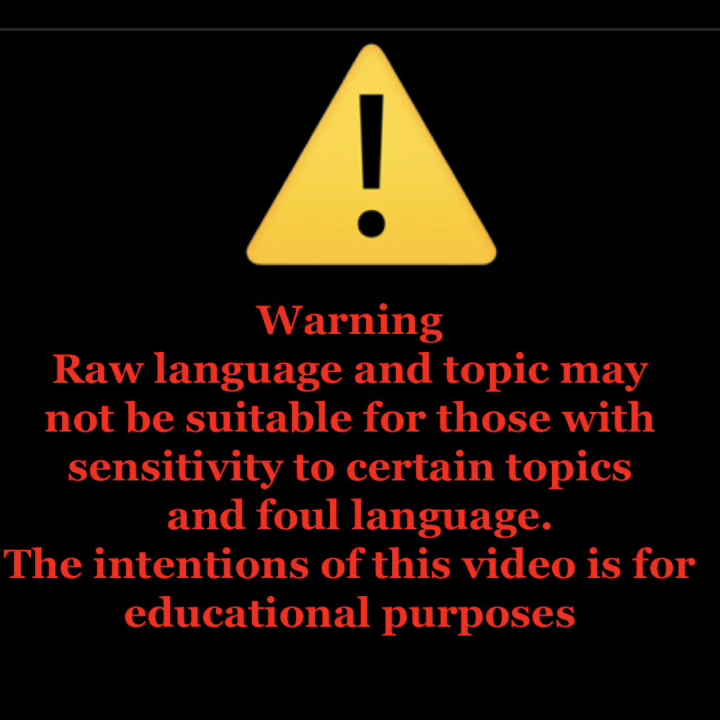 Warning
Raw language and topic may
not be suitable for those with
sensitivity to certain topics
and foul language.
The intentions of this video is for
educational purposes